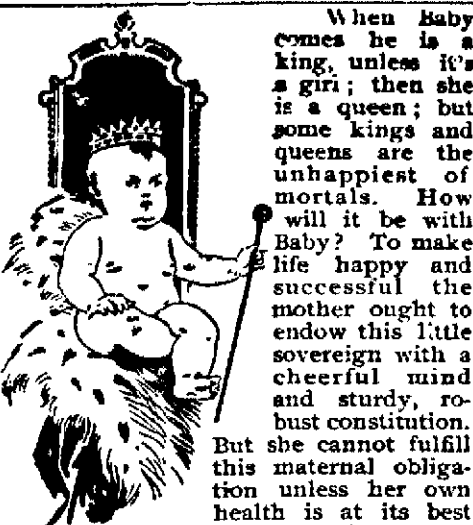 When Baby
comes he is a
king, unless it's
a girl; then she
is a queen; but
some kings and
queens are the
unhappiest of
mortals. How
will it be with
Baby? To make
life happy and
successful the
mother ought to
endow this little
sovereign with a
cheerful mind
and sturdy, ro-
bust constitution.
But she cannot fulfill
this maternal obliga-
tion unless her own
health is at its best